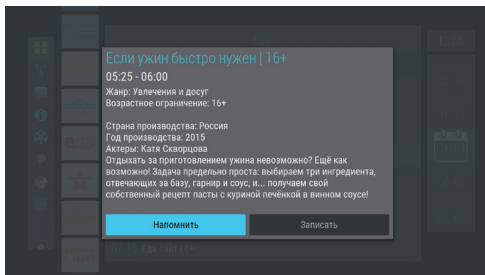 Если ужин быстро нужен | 16+
05:25 - 06:00
Жанр: Увлечения и досуг
Возрастное ограничение: 16+
Страна производства: Россия
Год производства: 2015
Актеры: Катя Скворцова
Отдыхать за приготовлением ужина невозможно? Ещё как
возможно! Задача предельно проста: выбираем три ингредиента,
отвечающих за базу, гарнир и соус, и... получаем свой
собственный рецепт пасты с куриной печёнкой в винном соусе!
Напомнить
Записать